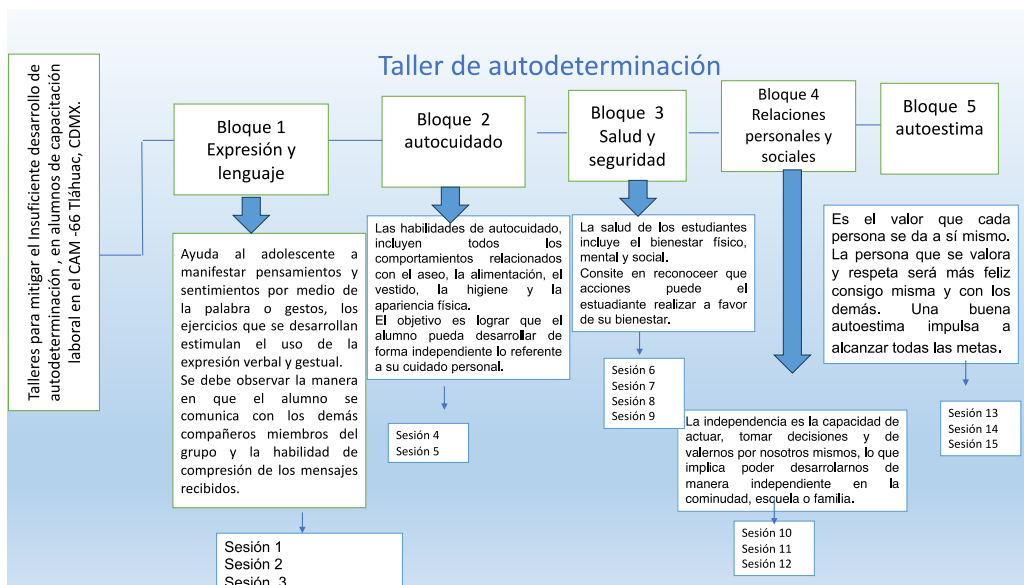 Taller de autodeterminación
Talleres para mitigar el Insuficiente desarrollo de
autodeterminación , en alumnos de capacitación
laboral en el CAM -66 Tláhuac, CDMX.
Bloque 1
Expresión y
lenguaje
Ayuda al adolescente a
manifestar pensamientos y
sentimientos por medio de
la palabra o gestos, los
ejercicios que se desarrollan
estimulan el uso de la
expresión verbal y gestual.
Se debe observar la manera
en que el alumno se
comunica con los demás
compañeros miembros del
grupo y la habilidad de
compresión de los mensajes
recibidos.
Sesión 1
Sesión 2
Sesión 3
Bloque 2
autocuidado
Las habilidades de autocuidado,
incluyen todos los
comportamientos relacionados
con el aseo, la alimentación, el
vestido, la higiene y la
apariencia física.
El objetivo es lograr que el
alumno pueda desarrollar de
forma independiente lo referente
a su cuidado personal.
Sesión 4
Sesión 5
Bloque 3
Salud y
seguridad
La salud de los estudiantes
incluye el bienestar físico,
mental y social.
Consite en reconocer que
acciones puede el
estudiante realizar a favor
de su bienestar.
Sesión 6
Sesión 7
Sesión 8
Sesión 9
Bloque 4
Relaciones
personales y
sociales
La independencia es la capacidad de
actuar, tomar decisiones y de
valernos por nosotros mismos, lo que
implica poder desarrolarnos de
manera independiente en la
cominudad, escuela o familia.
Sesión 10
Sesión 11
Sesión 12
Bloque 5
autoestima
Es el valor que cada
persona se da a sí mismo.
La persona que se valora
y respeta será más feliz
consigo misma y con los
demás. Una buena
autoestima impulsa a
alcanzar todas las metas.
Sesión 13
Sesión 14
Sesión 15